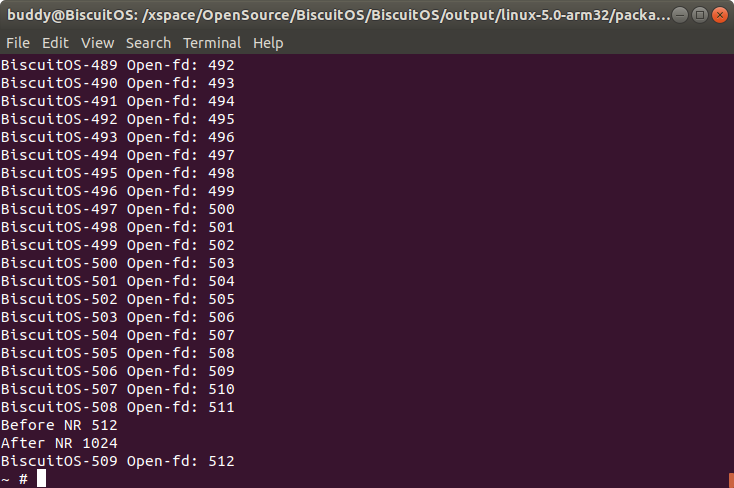 buddy@BiscuitOS: /xspace/OpenSource/BiscuitOS/BiscuitOS/output/linux-5.0-arm32/packa...
File Edit View Search Terminal Help
BiscuitOS-489 Open-fd: 492
BiscuitOS-490 Open-fd: 493
BiscuitOS-491 Open-fd: 494
BiscuitOS-492 Open-fd: 495
BiscuitOS-493 Open-fd: 496
BiscuitOS-494 Open-fd: 497
BiscuitOS-495 Open-fd: 498
BiscuitOS-496 Open-fd: 499
BiscuitOS-497 Open-fd: 500
BiscuitOS-498 Open-fd: 501
BiscuitOS-499 Open-fd: 502
BiscuitOS-500 Open-fd: 503
BiscuitOS-501 Open-fd: 504
BiscuitOS-502 Open-fd: 505
BiscuitOS-503 Open-fd: 506
BiscuitOS-504 Open-fd: 507
BiscuitOS-505 Open-fd: 508
BiscuitOS-506 Open-fd: 509
BiscuitOS-507 Open-fd: 510
BiscuitOS-508 Open-fd: 511
Before NR 512
After NR 1024
BiscuitOS-509 Open-fd: 512
~ #